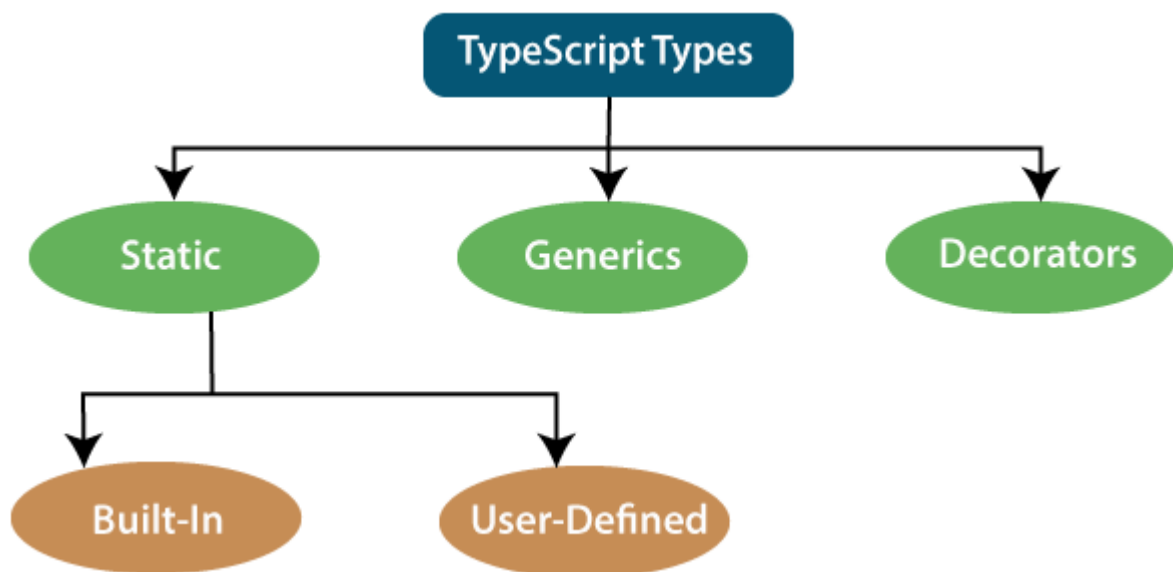 TypeScript Types
Static
Generics
Decorators
Built-In
User-Defined